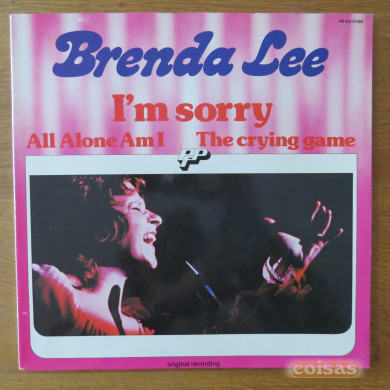 Brenda Lee
I'm sorry
All Alone Am I The crying game
original recording
coisas